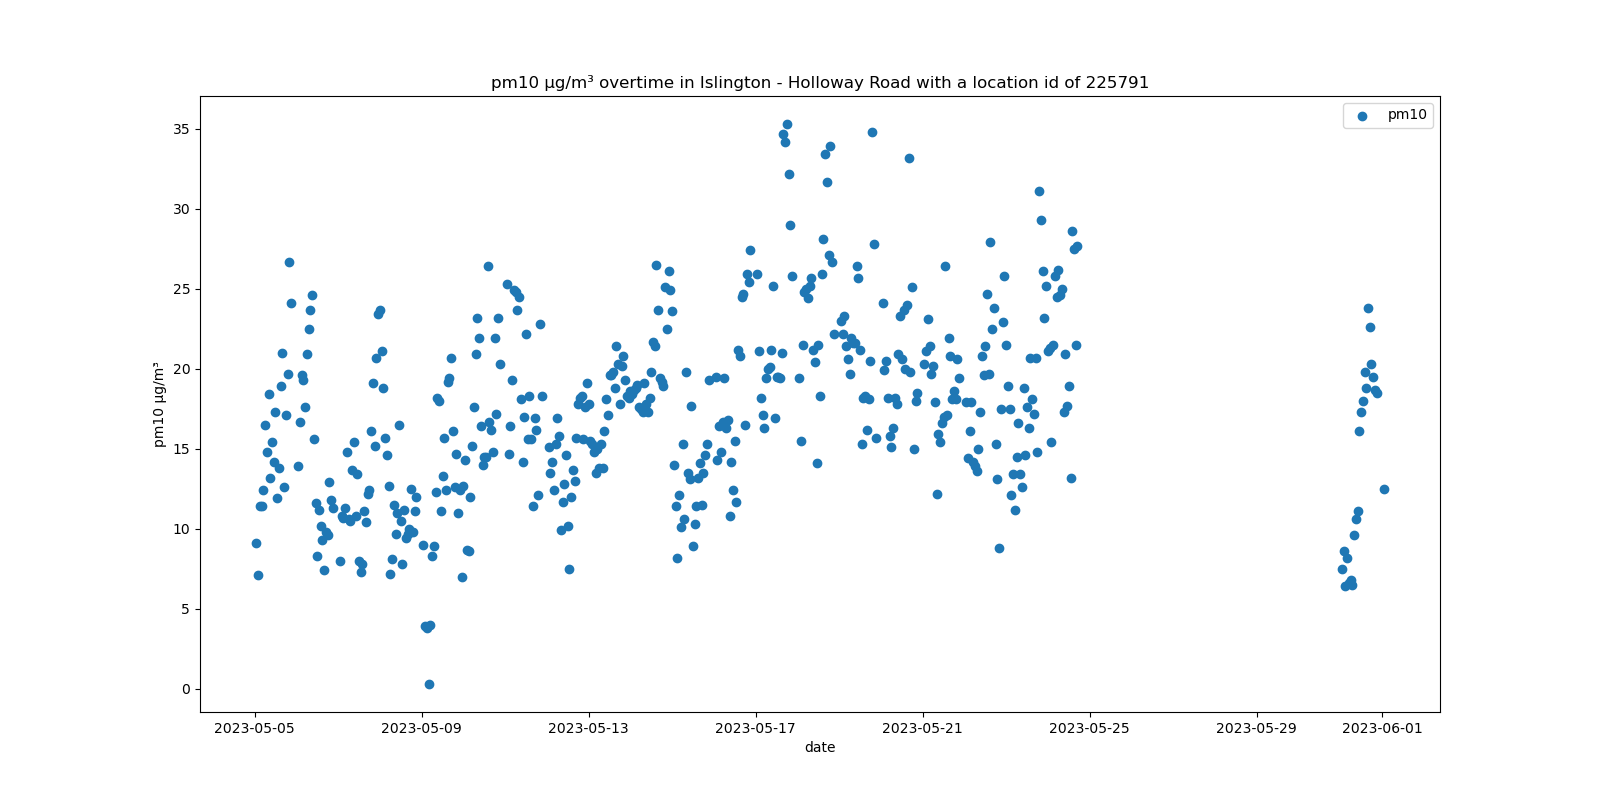 pm10 µg/m³ overtime in Islington - Holloway Road with a location id of 225791
pm10
35
30
25
20
15
10
5
0
pm10 µg/m³
2023-05-05 2023-05-09 2023-05-13 2023-05-17 2023-05-21 2023-05-25 2023-05-29 2023-06-01
date